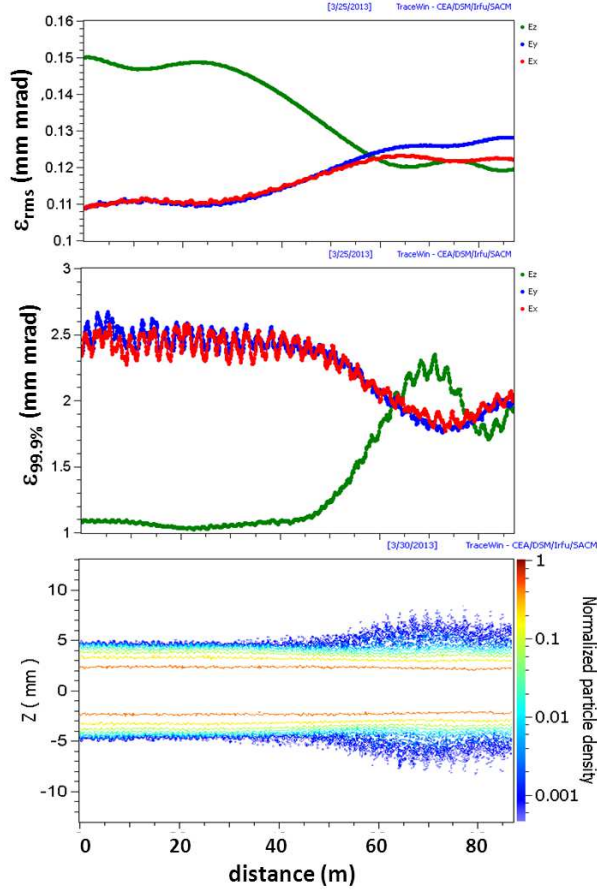 [3/25/2013] TraceWin - CEA/DSM/Irfu/SACM
0.16
0.15
,14
0.13
0.12
0.11
0.1
εrms (mm mrad)
Ez
Ey
Ex
[3/25/2013] TraceWin - CEA/DSM/Irfu/SACM
3
2.5
2
1.5
1
ε99.9% (mm mrad)
Ez
Ey
Ex
[3/30/2013] TraceWin - CEA/DSM/Irfu/SACM
10
5
0
-5
-10
Z ( mm )
1
0.1
0.01
0.001
Normalized particle density
0 20 40 60 80
distance (m)